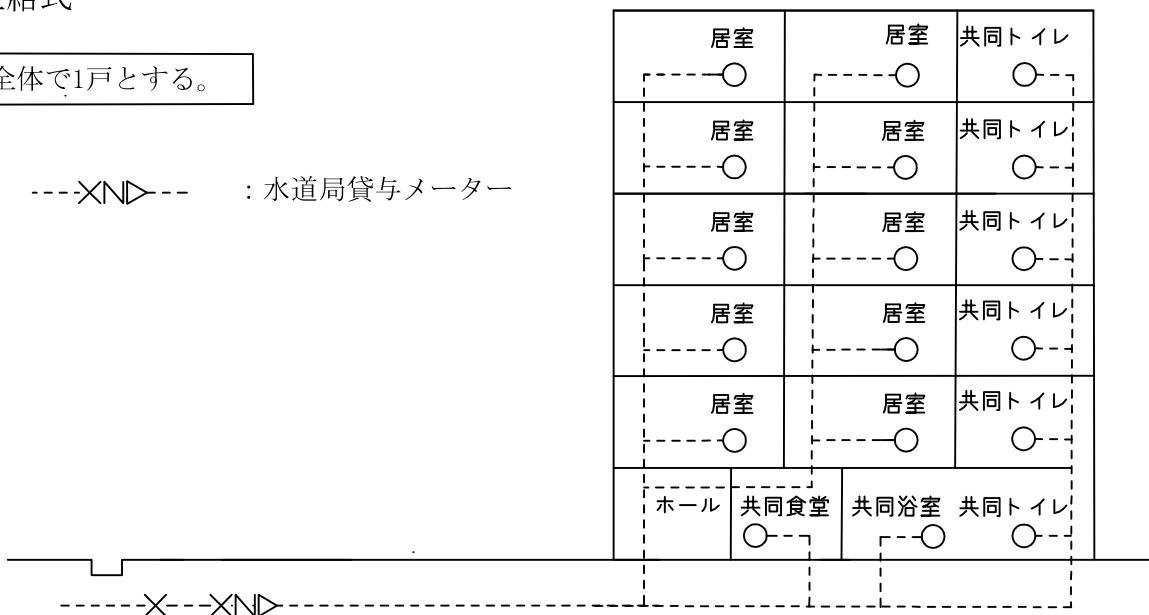 全体で1戸とする。
：水道局貸与メーター
居室 居室 共同トイレ
居室 居室 共同トイレ
居室 居室 共同トイレ
居室 居室 共同トイレ
居室 居室 共同トイレ
ホール 共同食堂 共同浴室 共同トイレ